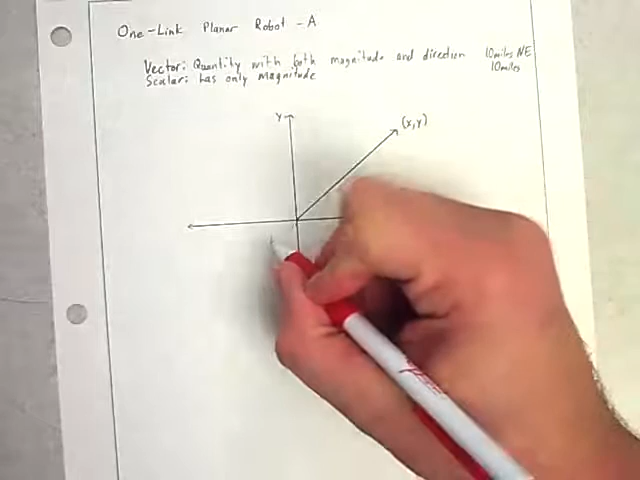 One-Link Planar Robot - A
Vector: Quantity with both magnitude and direction 10miles NE
Scalar: has only magnitude 10miles
Y
(x,y)